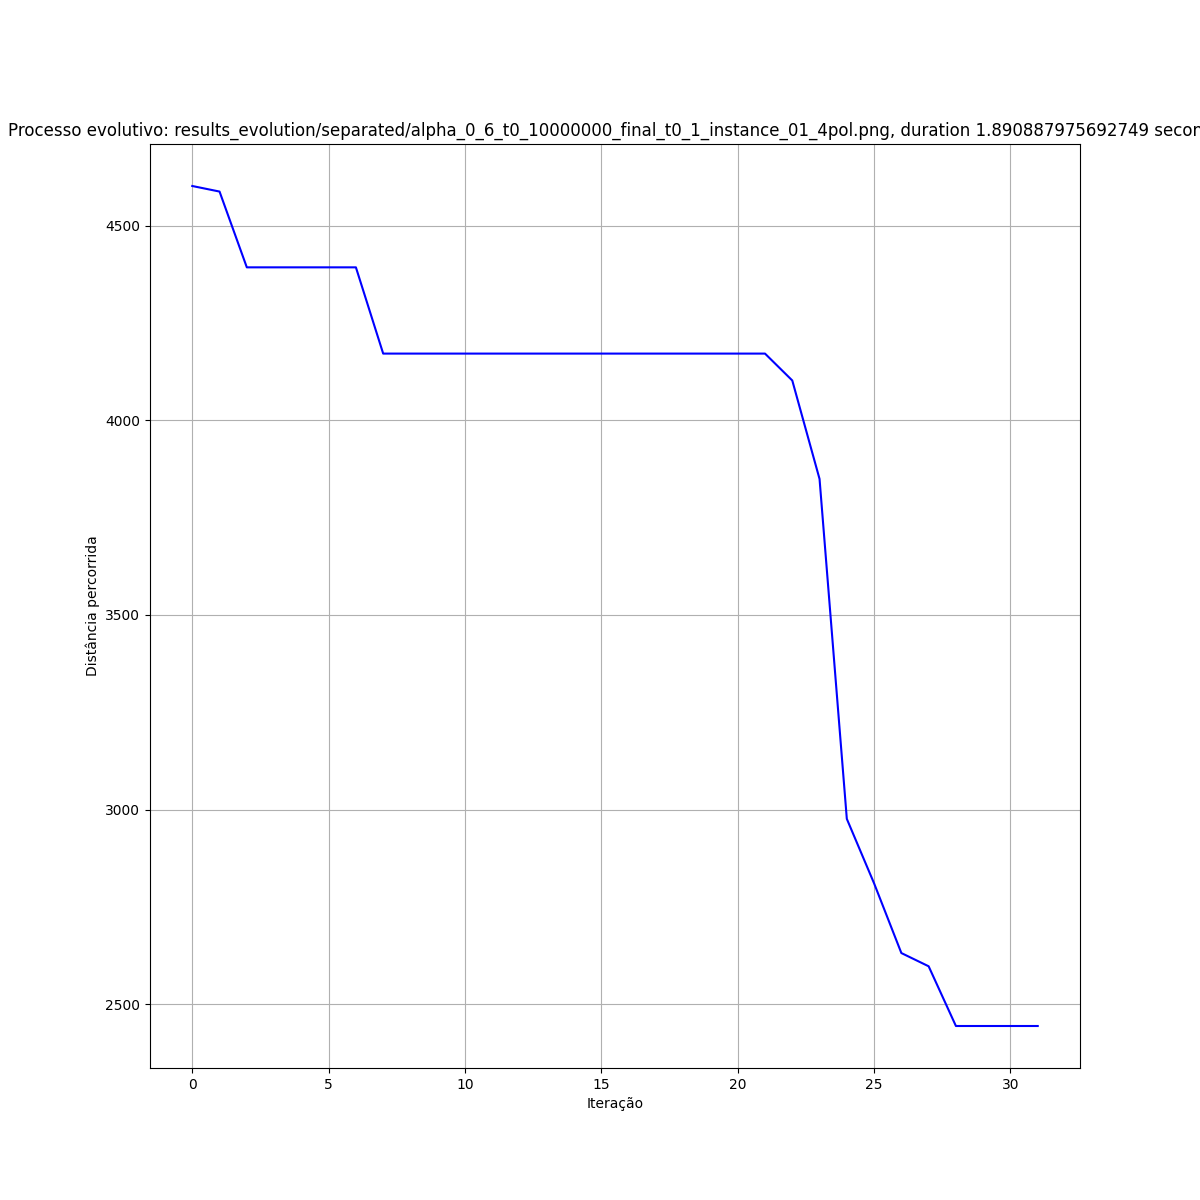 Processo evolutivo: results_evolution/separated/alpha_0_6_t0_10000000_final_t0_1_instance_01_4pol.png, duration 1.890887975692749 secon
4500
4000
3500
3000
2500
Distância percorrida
0 5 10 15 20 25 30
Iteração